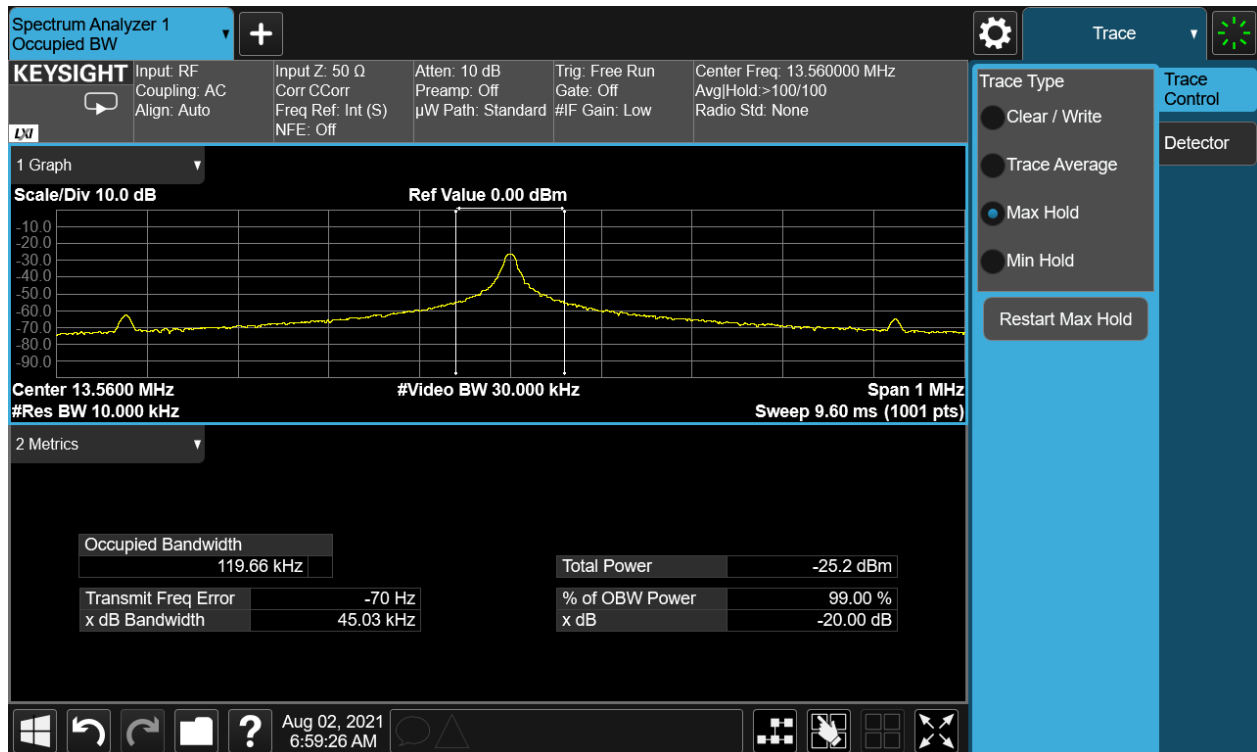 Spectrum Analyzer 1
Occupied BW
+
Trace
KEYSIGHT
LXI
Input: RF
Coupling: AC
Align: Auto
Input Z: 50 Ω
Corr CCorr
Freq Ref: Int (S)
NFE: Off
Atten: 10 dB
Preamp: Off
µW Path: Standard
Trig: Free Run
Gate: Off
#IF Gain: Low
Center Freq: 13.560000 MHz
Avg|Hold:>100/100
Radio Std: None
Trace Type
Clear / Write
Trace Average
Max Hold
Min Hold
Restart Max Hold
Trace
Control
Detector
1 Graph
Scale/Div 10.0 dB
Ref Value 0.00 dBm
-10.0
-20.0
-30.0
-40.0
-50.0
-60.0
-70.0
-80.0
-90.0
Center 13.5600 MHz
#Video BW 30.000 kHz
Span 1 MHz
#Res BW 10.000 kHz
Sweep 9.60 ms (1001 pts)
2 Metrics
Occupied Bandwidth
119.66 kHz
Total Power -25.2 dBm
Transmit Freq Error -70 Hz
% of OBW Power 99.00 %
x dB Bandwidth 45.03 kHz
x dB -20.00 dB
?
Aug 02, 2021
6:59:26 AM